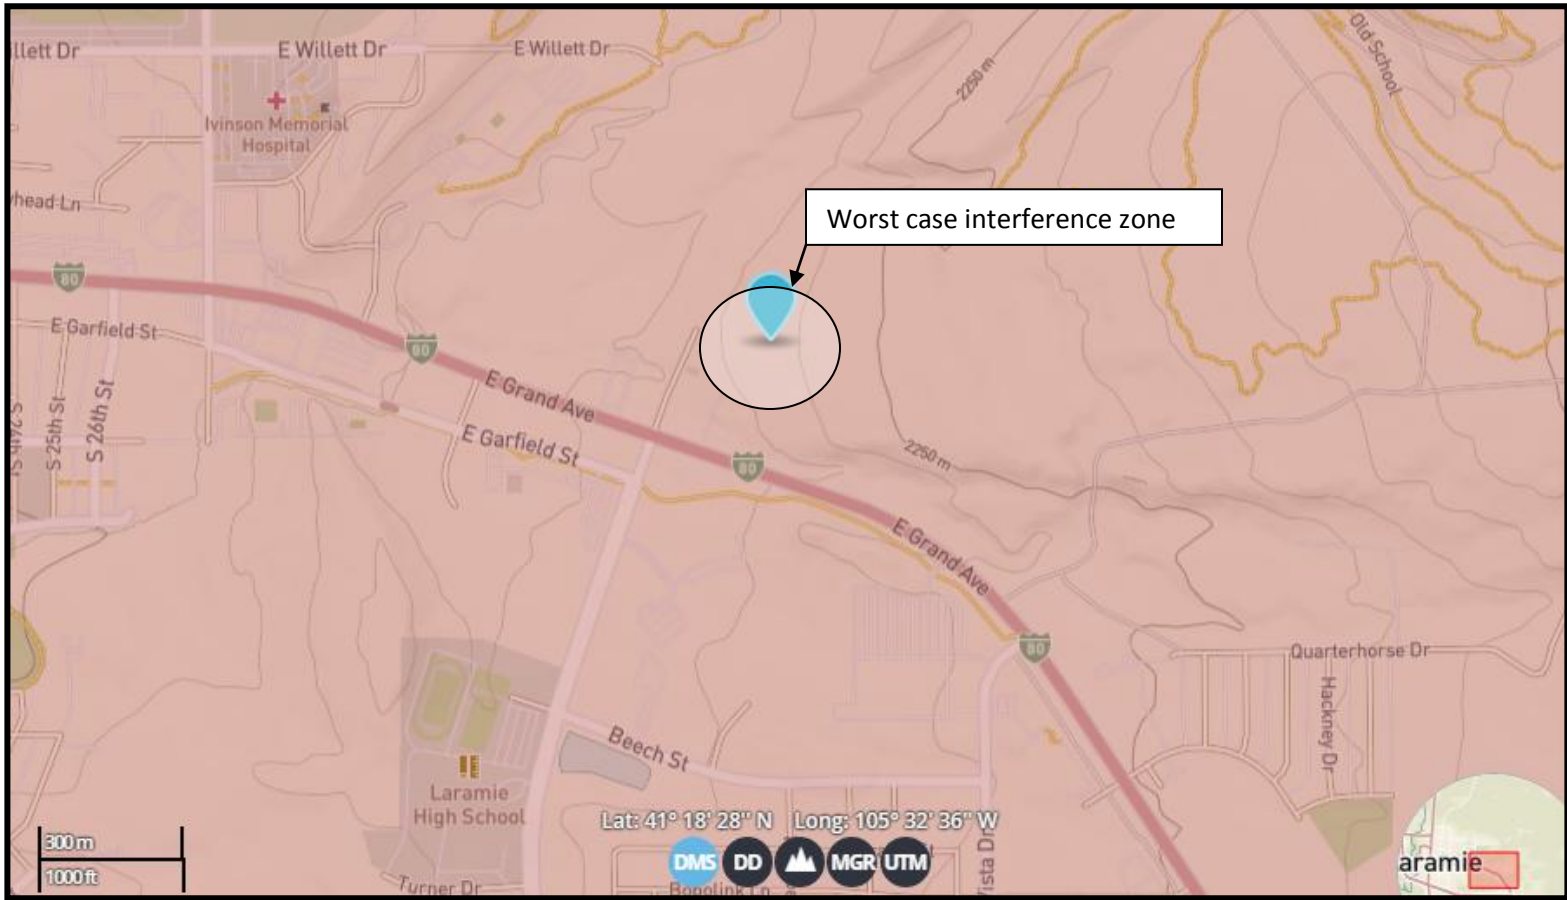 illett Dr
E Willett Dr
E Willett Dr
2250 m
Old School
Ivinson Memorial
Hospital
head Ln
Worst case interference zone
80
E Garfield St
80
E Grand Ave
S 25th St
S 26th St
E Garfield St
80
2250 m
E Grand Ave
80
Quarterhorse Dr
Hackney Dr
Beech St
Laramie
High School
Lat: 41° 18' 28" N Long: 105° 32' 36" W
300 m
1000 ft
DMS DD MGR UTM
ista Dr
aramie
Turner Dr
Bobolink Ln